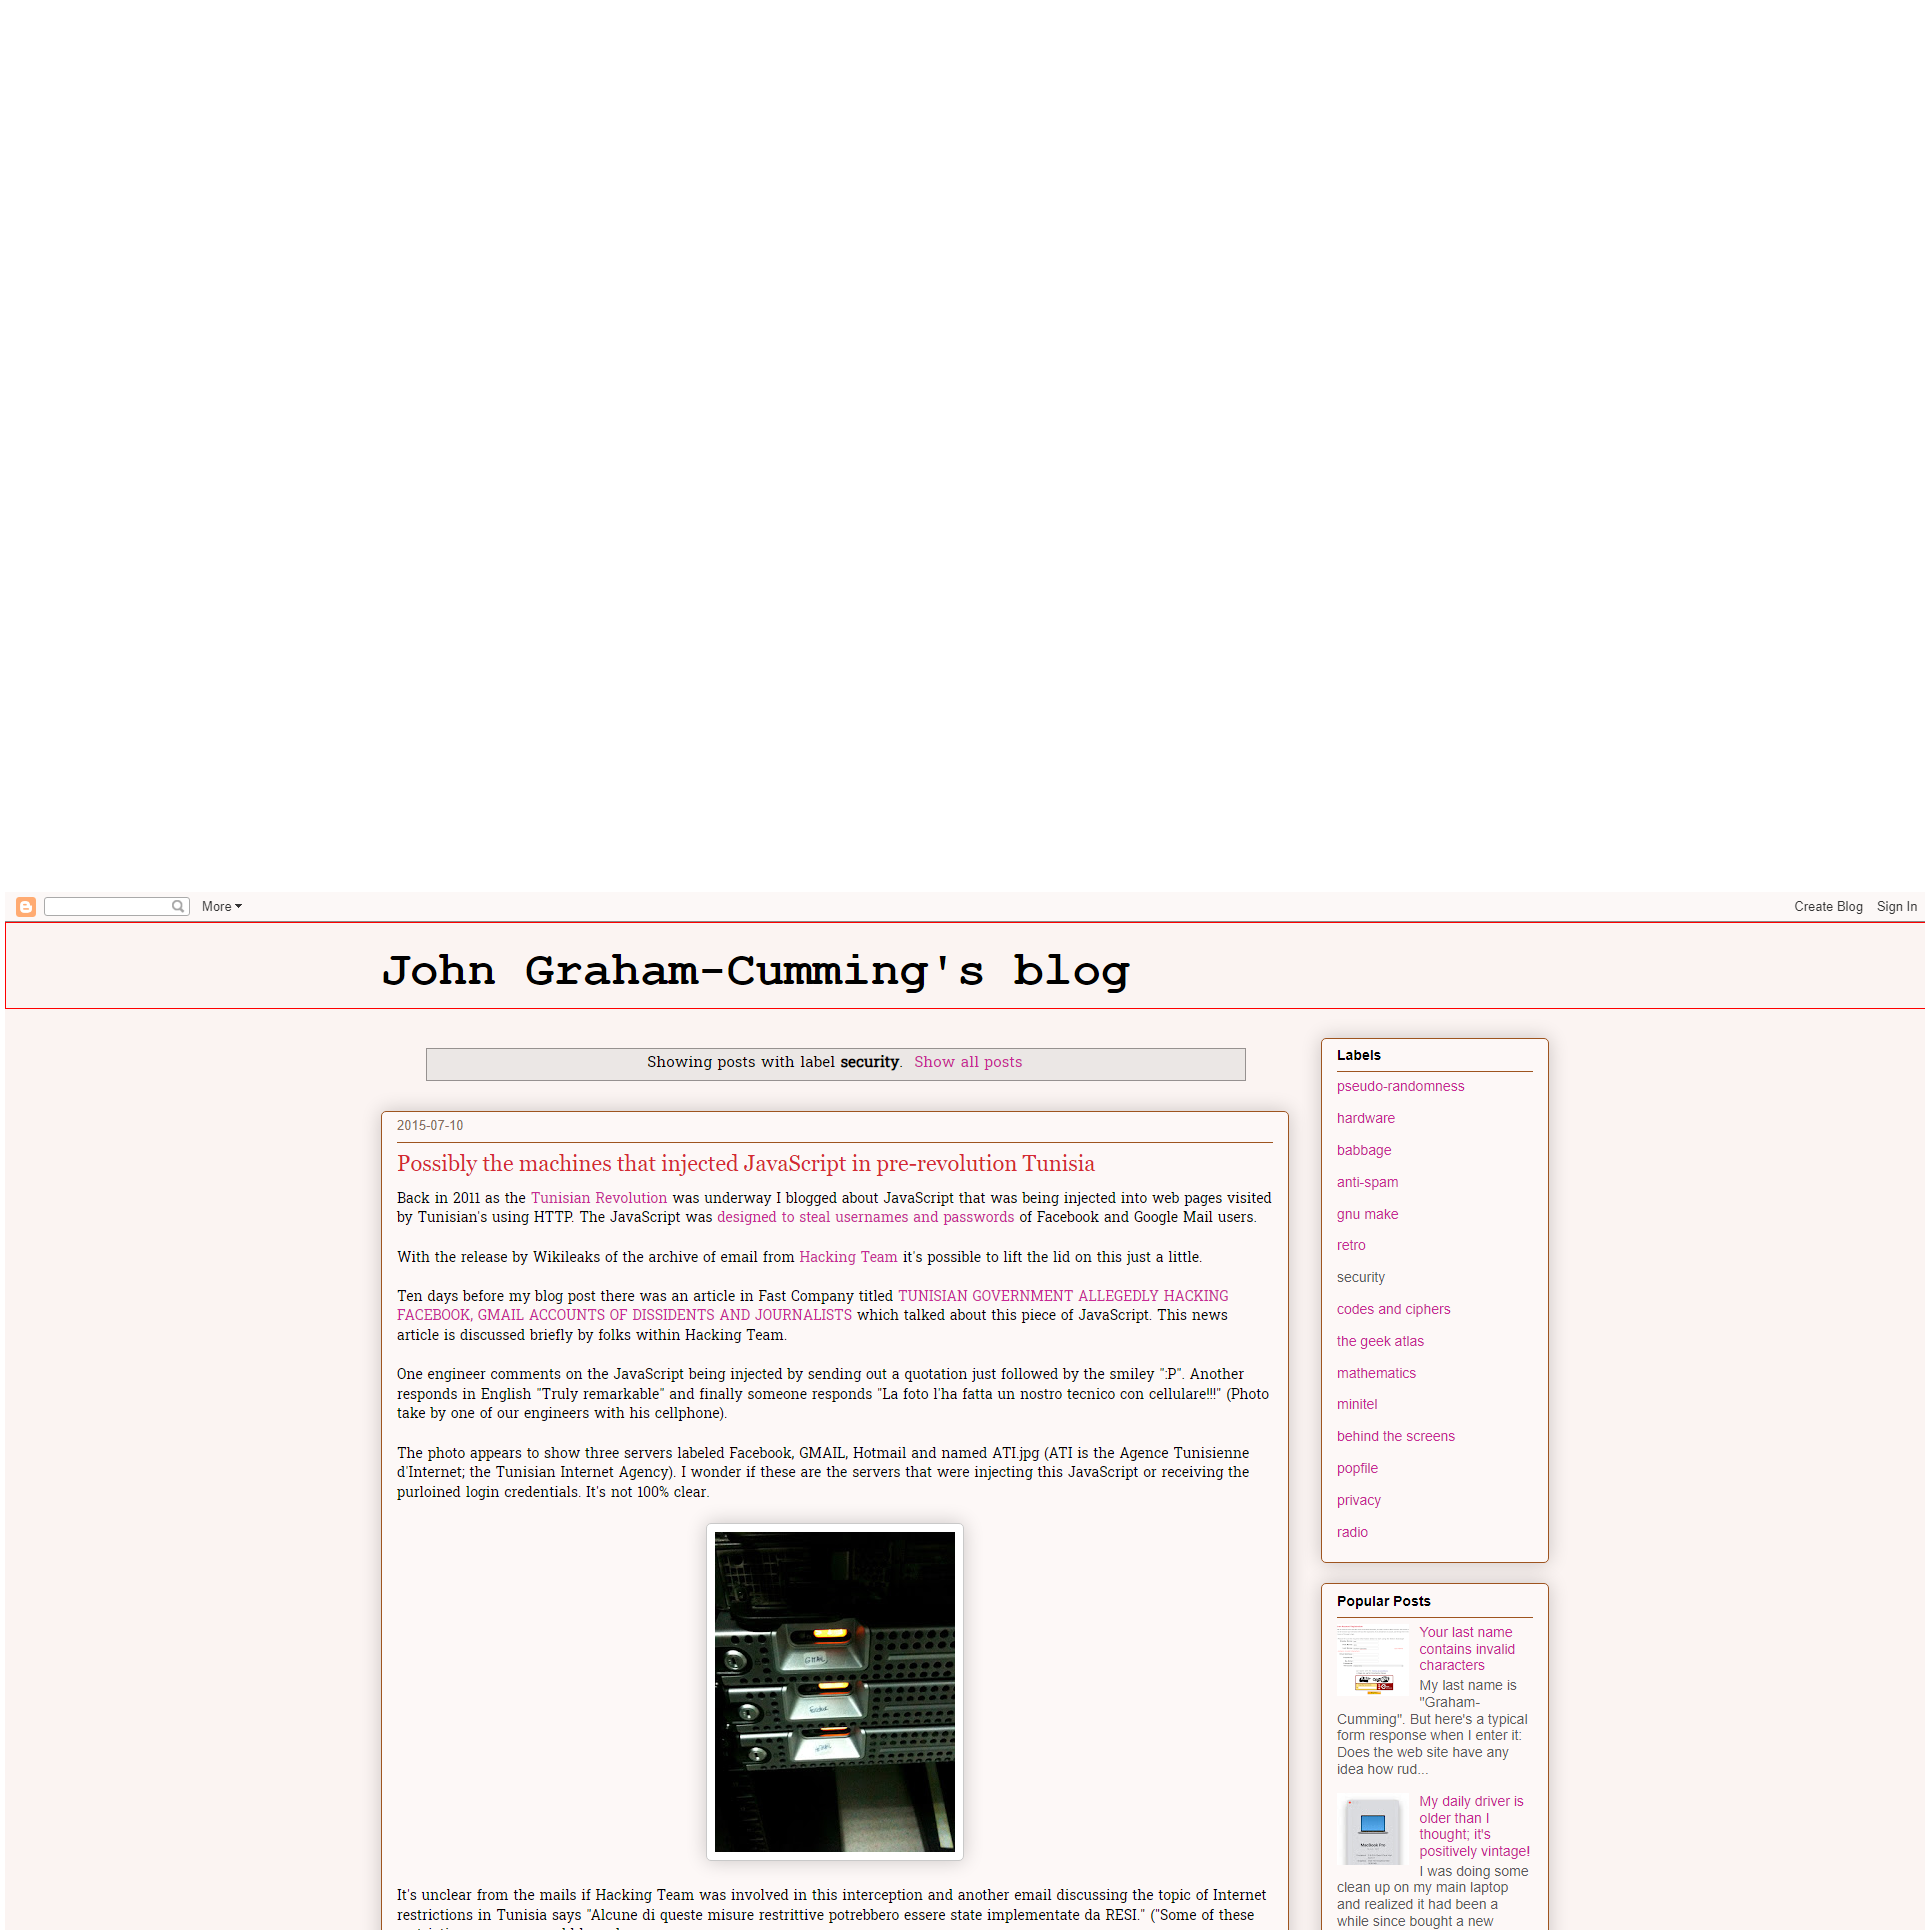 More
Create Blog
Sign In
John Graham-Cumming's blog
Showing posts with label security. Show all posts
2015-07-10
Possibly the machines that injected JavaScript in pre-revolution Tunisia
Back in 2011 as the Tunisian Revolution was underway I blogged about JavaScript that was being injected into web pages visited
by Tunisian's using HTTP. The JavaScript was designed to steal usernames and passwords of Facebook and Google Mail users.
With the release by Wikileaks of the archive of email from Hacking Team it's possible to lift the lid on this just a little.
Ten days before my blog post there was an article in Fast Company titled TUNISIAN GOVERNMENT ALLEGEDLY HACKING
FACEBOOK, GMAIL ACCOUNTS OF DISSIDENTS AND JOURNALISTS which talked about this piece of JavaScript. This news
article is discussed briefly by folks within Hacking Team.
One engineer comments on the JavaScript being injected by sending out a quotation just followed by the smiley ":P". Another
responds in English "Truly remarkable" and finally someone responds "La foto l'ha fatta un nostro tecnico con cellulare!!!" (Photo
take by one of our engineers with his cellphone).
The photo appears to show three servers labeled Facebook, GMAIL, Hotmail and named ATI.jpg (ATI is the Agence Tunisienne
d'Internet; the Tunisian Internet Agency). I wonder if these are the servers that were injecting this JavaScript or receiving the
purloined login credentials. It's not 100% clear.
GMAIL
It's unclear from the mails if Hacking Team was involved in this interception and another email discussing the topic of Internet
restrictions in Tunisia says "Alcune di queste misure restrittive potrebbero essere state implementate da RESI." ("Some of these
Labels
pseudo-randomness
hardware
babbage
anti-spam
gnu make
retro
security
codes and ciphers
the geek atlas
mathematics
minitel
behind the screens
popfile
privacy
radio
Popular Posts
Your last name
contains invalid
characters
My last name is
"Graham-
Cumming". But here's a typical
form response when I enter it:
Does the web site have any
idea how rud...
MacBook Pro
My daily driver is
older than I
thought; it's
positively vintage!
I was doing some
clean up on my main laptop
and realized it had been a
while since bought a new